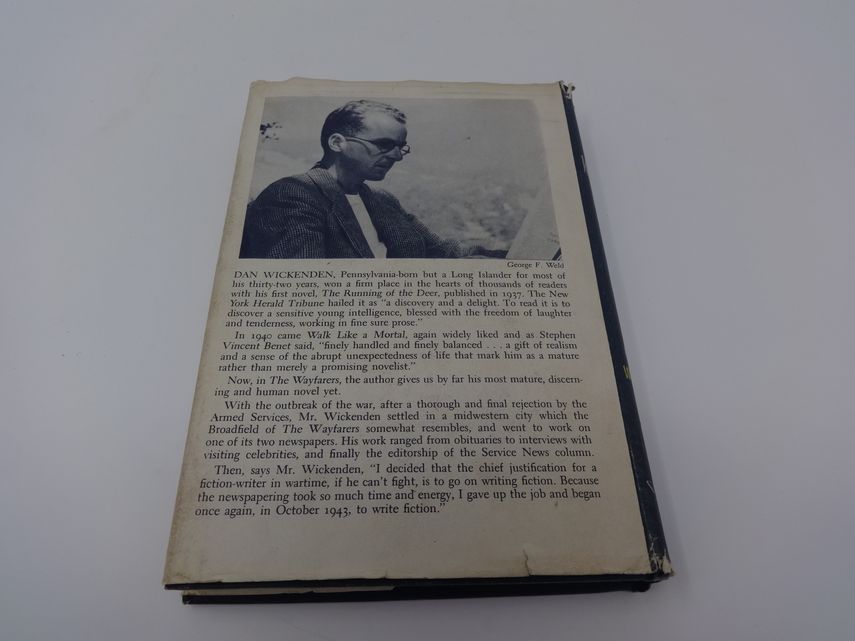 George F. Weld
DAN WICKENDEN, Pennsylvania-born but a Long Islander for most of
his thirty-two years, won a firm place in the hearts of thousands of readers
with his first novel, The Running of the Deer, published in 1937. The New
York Herald Tribune hailed it as "a discovery and a delight. To read it is to
discover a sensitive young intelligence, blessed with the freedom of laughter
and tenderness, working in fine sure prose."
In 1940 came Walk Like a Mortal, again widely liked and as Stephen
Vincent Benet said, "finely handled and finely balanced . . . a gift of realism
and a sense of the abrupt unexpectedness of life that mark him as a mature
rather than merely a promising novelist."
Now, in The Wayfarers, the author gives us by far his most mature, discern-
ing and human novel yet.
With the outbreak of the war, after a thorough and final rejection by the
Armed Services, Mr. Wickenden settled in a midwestern city which the
Broadfield of The Wayfarers somewhat resembles, and went to work on
one of its two newspapers. His work ranged from obituaries to interviews with
visiting celebrities, and finally the editorship of the Service News column.
Then, says Mr. Wickenden, "I decided that the chief justification for a
fiction-writer in wartime, if he can't fight, is to go on writing fiction. Because
the newspapering took so much time and energy, I gave up the job and began
once again, in October 1943, to write fiction."